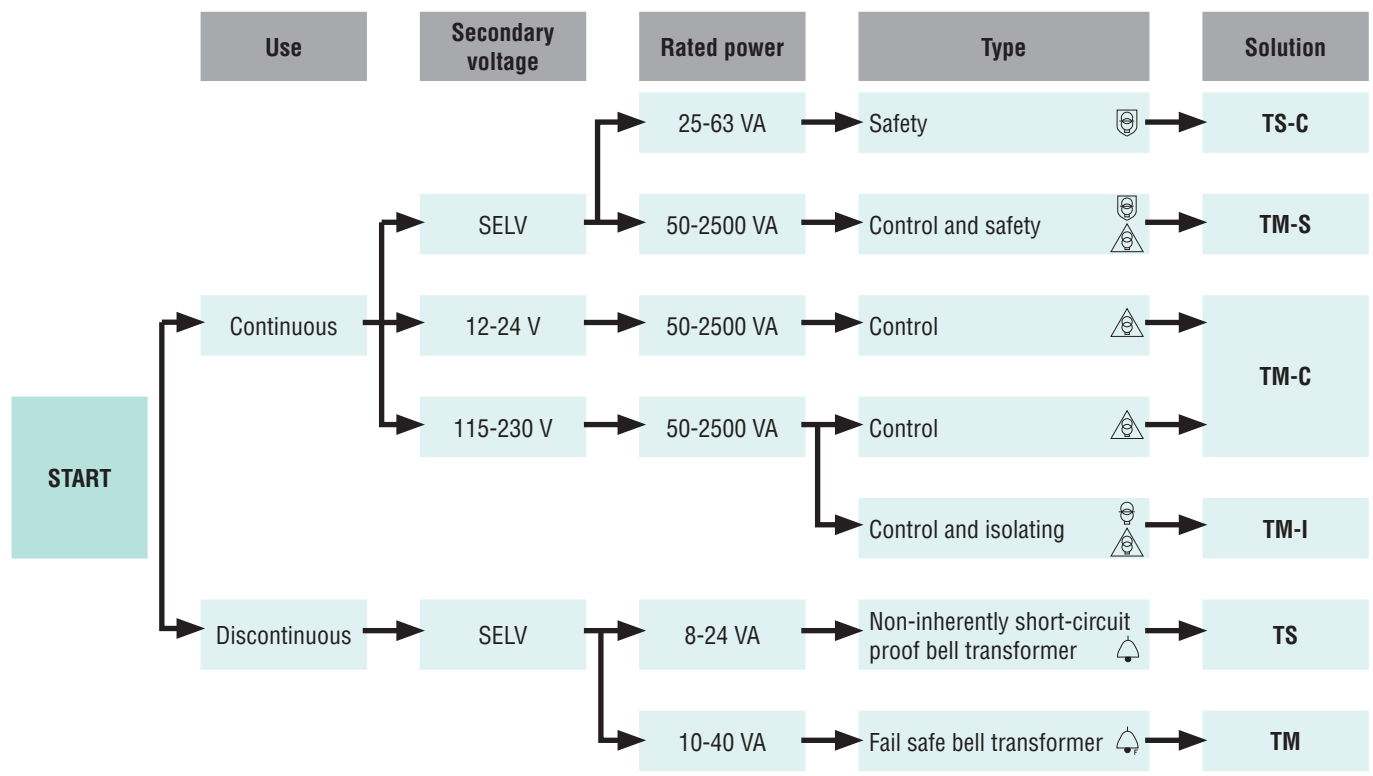 Use
Secondary
voltage
Rated power
Type
Solution
25-63 VA
Safety
TS-C
SELV
50-2500 VA
Control and safety
TM-S
Continuous
12-24 V
50-2500 VA
Control
TM-C
115-230 V
50-2500 VA
Control
START
Control and isolating
TM-I
Discontinuous
SELV
8-24 VA
Non-inherently short-circuit
proof bell transformer
TS
10-40 VA
Fail safe bell transformer
F
TM